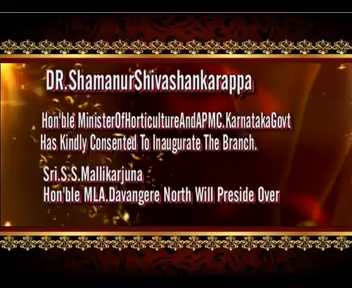 DR.ShamanurShivashankarappa
Hon'ble MinisterOfHorticultureAndAPMC.KarnatakaGovt
Has Kindly Consented To Inaugurate The Branch.
Sri.S.S.Mallikarjuna
Hon'ble MLA.Davangere North Will Preside Over